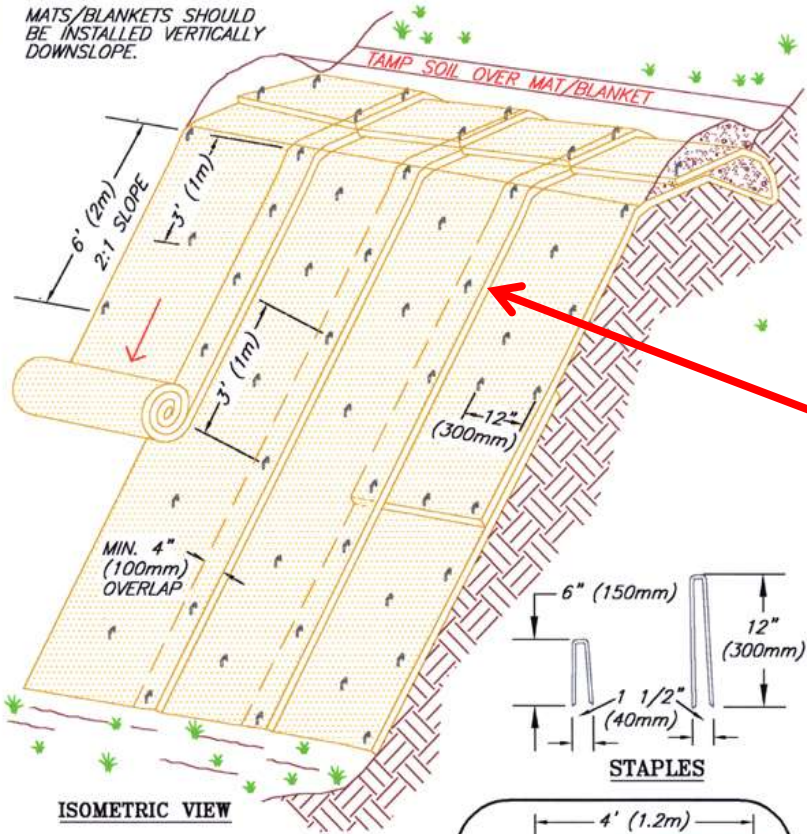 MATS/BLANKETS SHOULD
BE INSTALLED VERTICALLY
DOWNSLOPE.
TAMP SOIL OVER MAT/BLANKET
6' (2m)
2:1 SLOPE
3' (1m)
3' (1m)
12"
(300mm)
MIN. 4"
(100mm)
OVERLAP
6" (150mm)
12"
(300mm)
1 1/2"
(40mm)
STAPLES
ISOMETRIC VIEW
4' (1.2m)